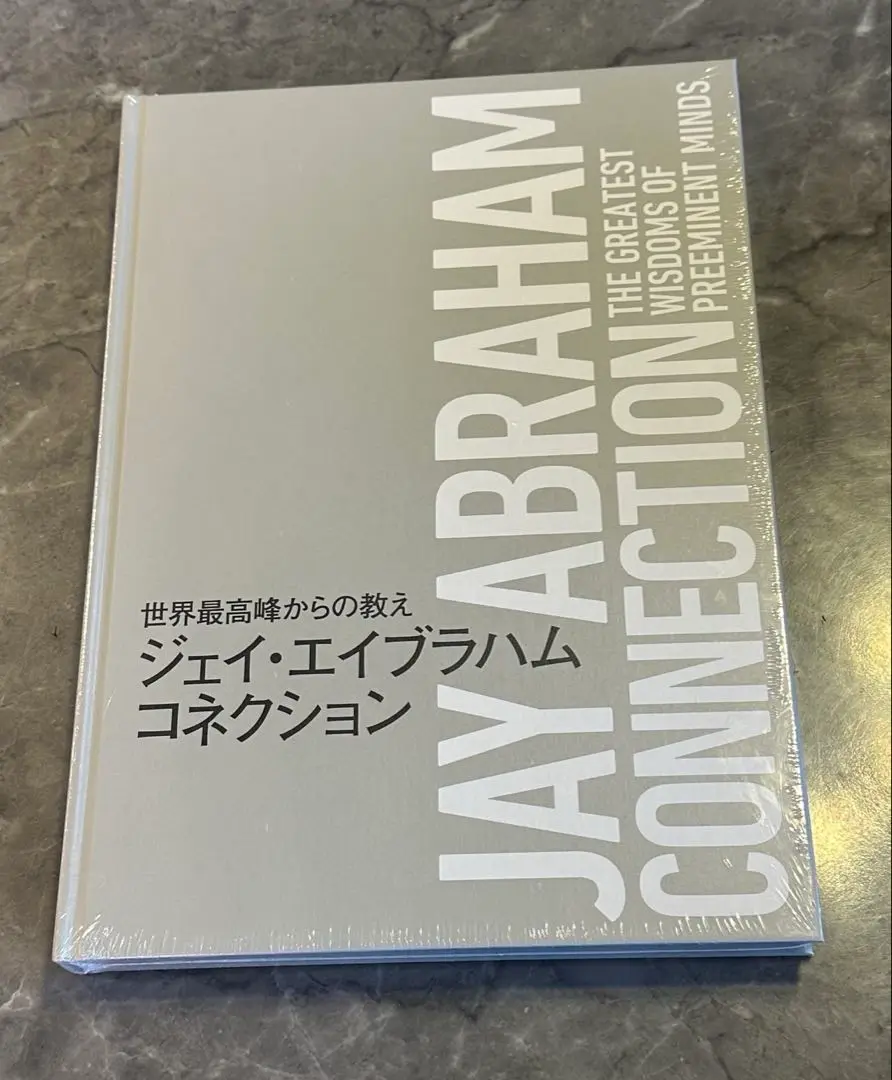 世界最高峰からの教え
ジェイ・エイブラハム
コネクション
JAY ABRAHAM
CONNECTION
THE GREATEST
WISDOMS OF
PREEMINENT MINDS.